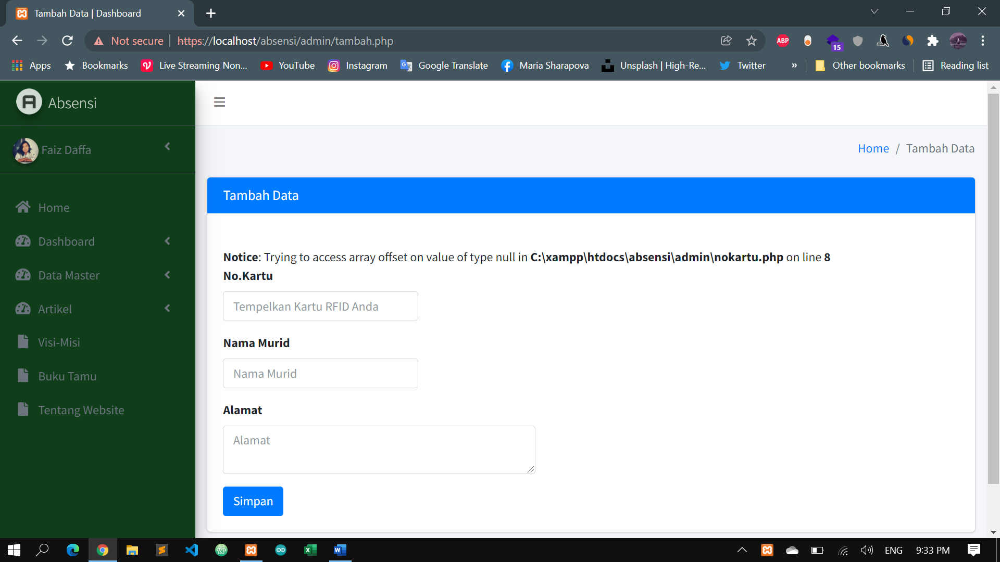 Tambah Data | Dashboard
Not secure | https://localhost/absensi/admin/tambah.php
ABP
15
Apps
Bookmarks
Live Streaming Non...
YouTube
Instagram
Google Translate
Maria Sharapova
Unsplash | High-Re...
Twitter
»
Other bookmarks
Reading list
A Absensi
Faiz Daffa
Home
Dashboard
Data Master
Artikel
Visi-Misi
Buku Tamu
Tentang Website
Home / Tambah Data
Tambah Data
Notice: Trying to access array offset on value of type null in C:\xampp\htdocs\absensi\admin\nokartu.php on line 8
No.Kartu
Tempelkan Kartu RFID Anda
Nama Murid
Nama Murid
Alamat
Alamat
Simpan
ENG
9:33 PM